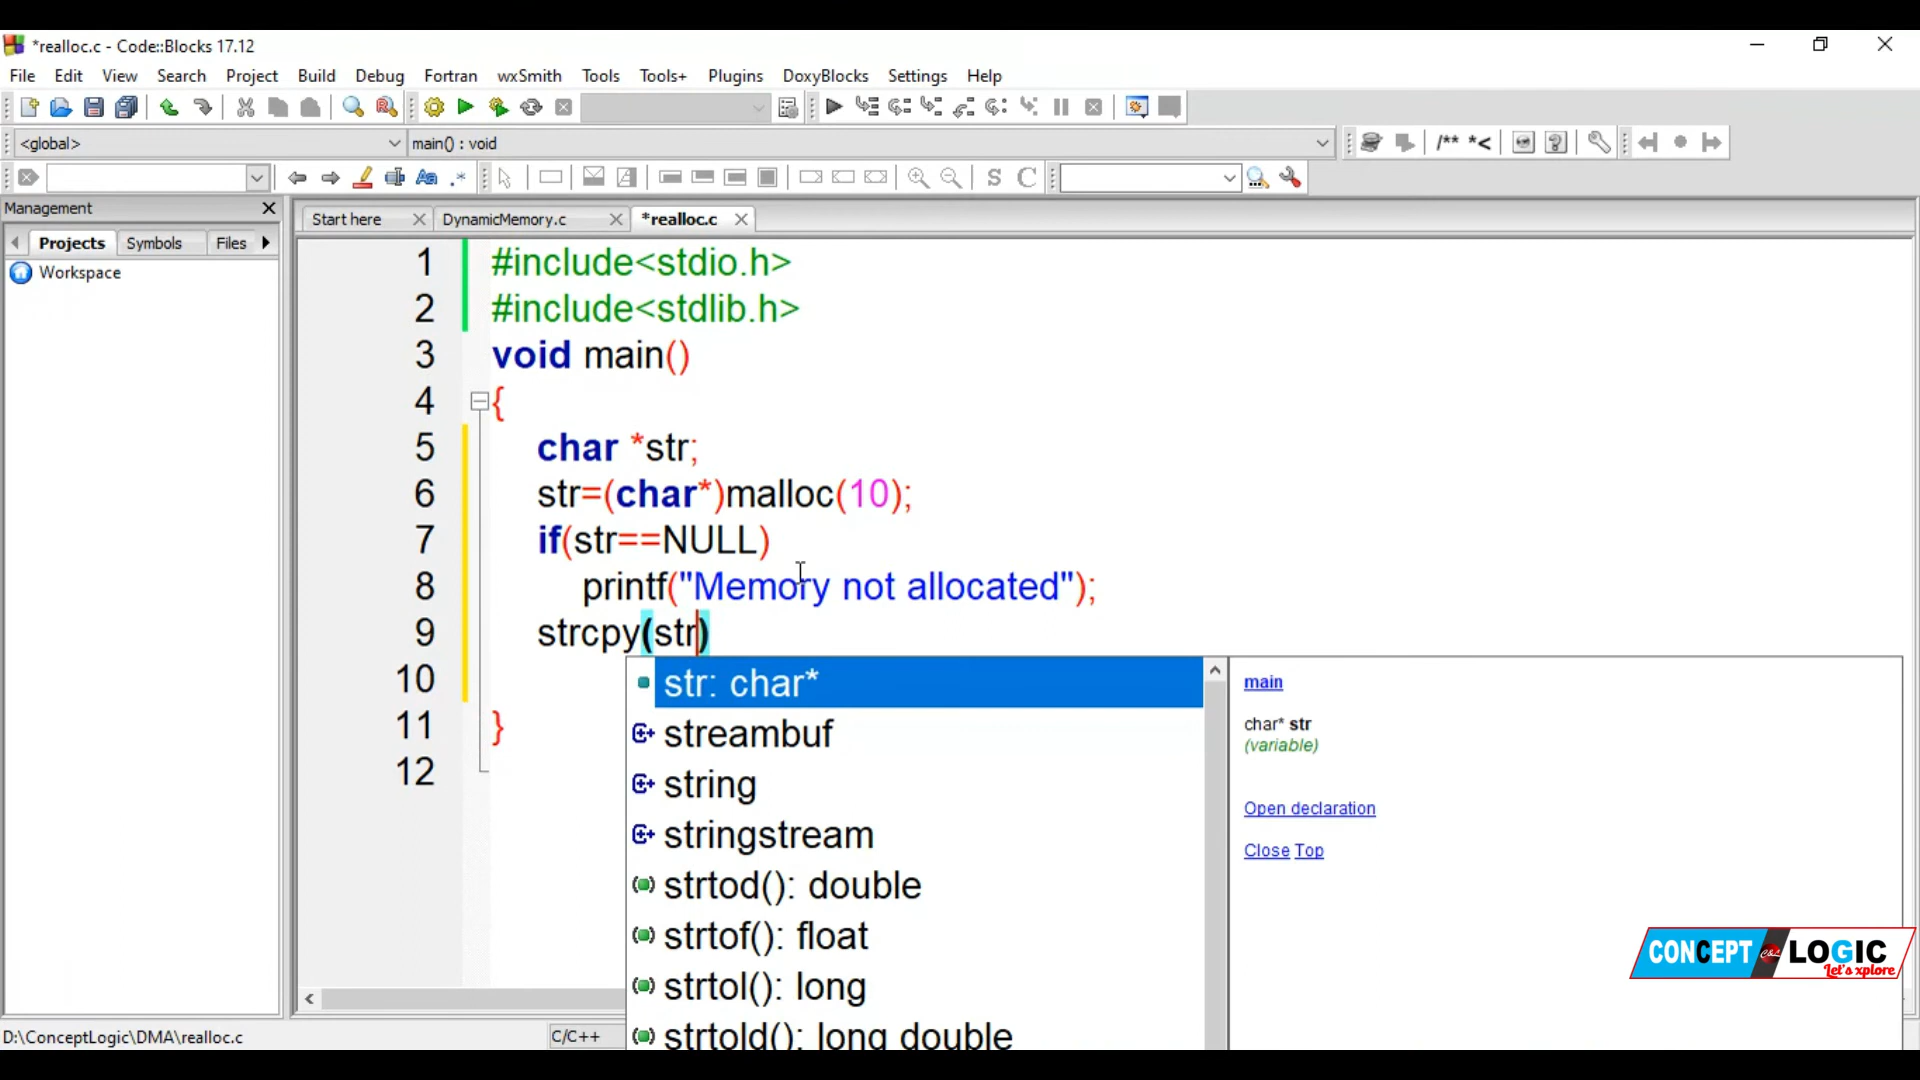 *realloc.c - Code::Blocks 17.12
File Edit View Search Project Build Debug Fortran wxSmith Tools Tools+ Plugins DoxyBlocks Settings Help
<global> main() : void
/** *<
Aa .*
S C
Management
Projects Symbols Files
Workspace
Start here DynamicMemory.c *realloc.c
1 #include<stdio.h>
2 #include<stdlib.h>
3 void main()
4 {
5 char *str;
6 str=(char*)malloc(10);
7 if(str==NULL)
8 printf("Memory not allocated");
9 strcpy(str)
10
11 }
12
str: char*
streambuf
string
stringstream
strtod(): double
strtof(): float
strtol(): long
strtold(): long double
main
char* str
(variable)
Open declaration
Close Top
CONCEPT C&L LOGIC
Let's xplore
D:\ConceptLogic\DMA\realloc.c C/C++